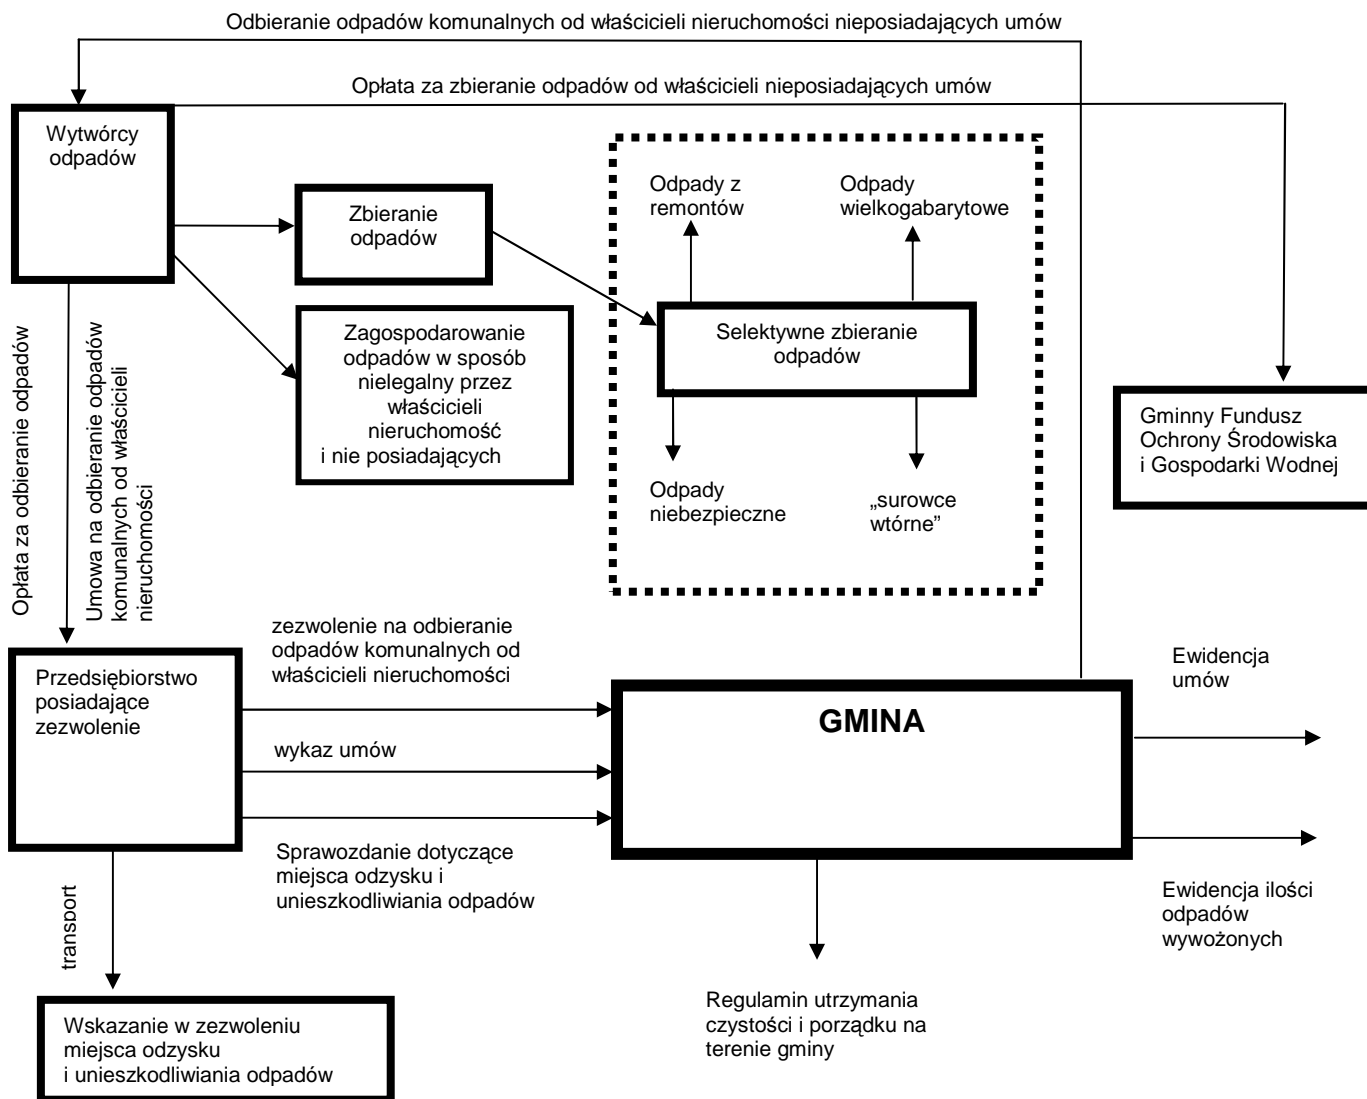 Odbieranie odpadów komunalnych od właścicieli nieruchomości nieposiadających umów
Opłata za zbieranie odpadów od właścicieli nieposiadających umów
Wytwórcy
odpadów
Zbieranie
odpadów
Zagospodarowanie
odpadów w sposób
nielegalny przez
właścicieli
nieruchomość
i nie posiadających
Odpady z
remontów
Odpady
wielkogabarytowe
Selektywne zbieranie
odpadów
Odpady
niebezpieczne
„surowce
wtórne”
Gminny Fundusz
Ochrony Środowiska
i Gospodarki Wodnej
Opłata za odbieranie odpadów
Umowa na odbieranie odpadów
komunalnych od właścicieli
nieruchomości
Przedsiębiorstwo
posiadające
zezwolenie
zezwolenie na odbieranie
odpadów komunalnych od
właścicieli nieruchomości
wykaz umów
Sprawozdanie dotyczące
miejsca odzysku i
unieszkodliwiania odpadów
GMINA
Ewidencja
umów
Ewidencja ilości
odpadów
wywożonych
transport
Wskazanie w zezwoleniu
miejsca odzysku
i unieszkodliwiania odpadów
Regulamin utrzymania
czystości i porządku na
terenie gminy